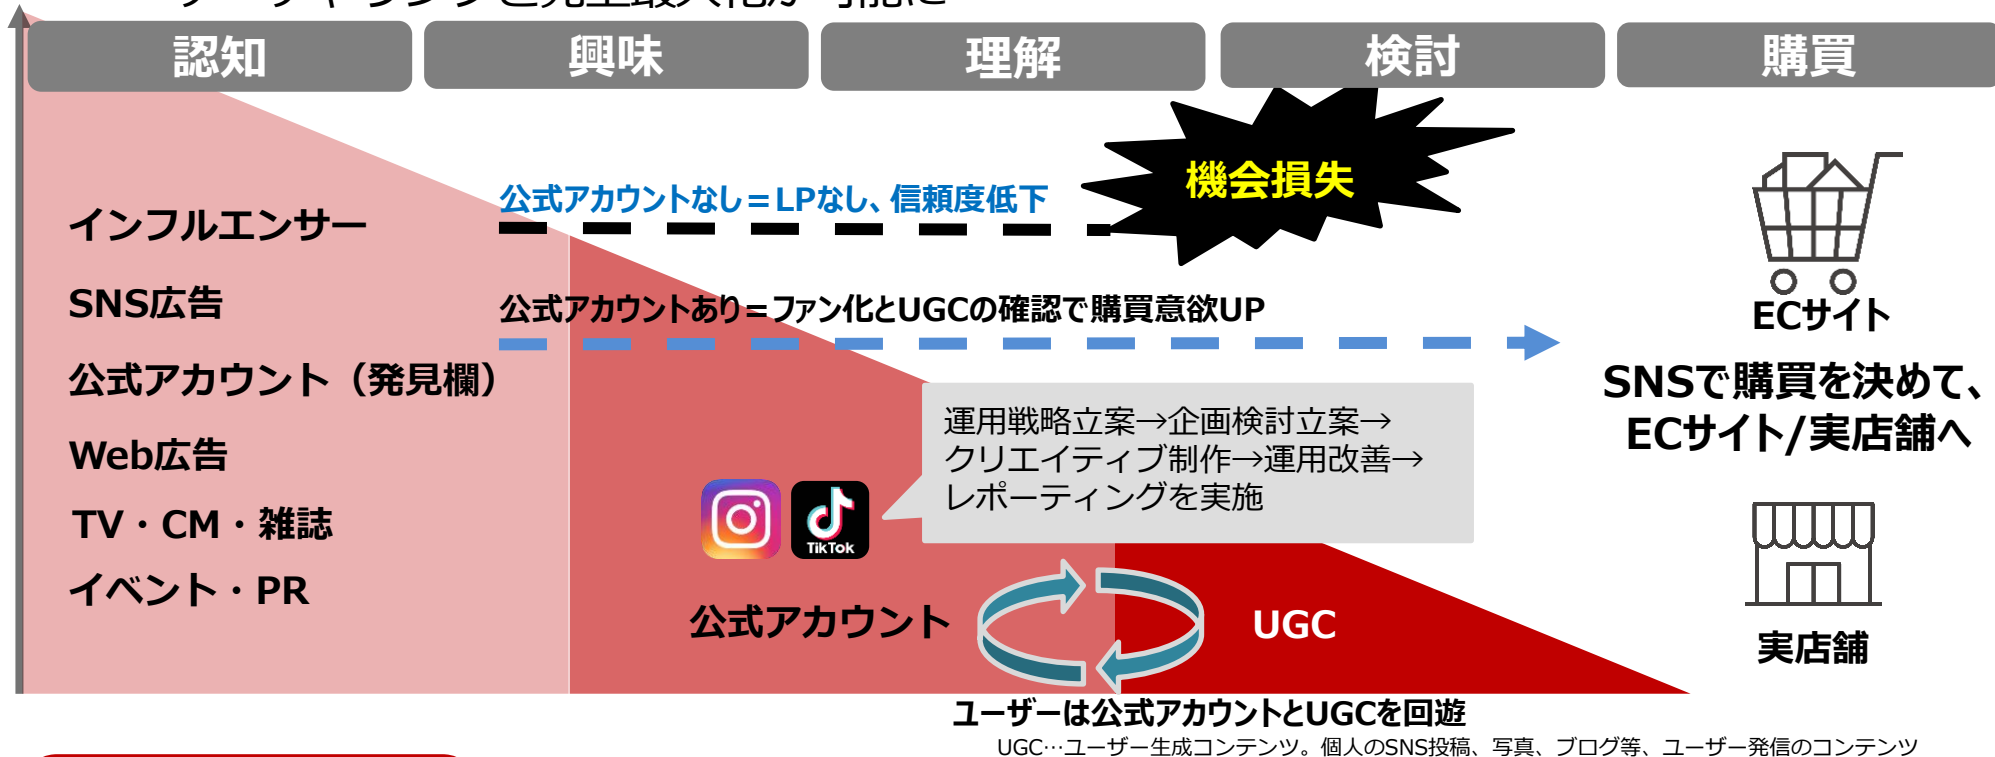 認知
興味
理解
検討
購買
機会損失
公式アカウントなし＝LPなし、信頼度低下
インフルエンサー
SNS広告
公式アカウントあり＝ファン化とUGCの確認で購買意欲UP
ECサイト
公式アカウント（発見欄）
SNSで購買を決めて、
ECサイト/実店舗へ
運用戦略立案→企画検討立案→
クリエイティブ制作→運用改善→
レポーティングを実施
Web広告
TV・CM・雑誌
TikTok
イベント・PR
公式アカウント
UGC
実店舗
ユーザーは公式アカウントとUGCを回遊
UGC…ユーザー生成コンテンツ。個人のSNS投稿、写真、ブログ等、ユーザー発信のコンテンツ